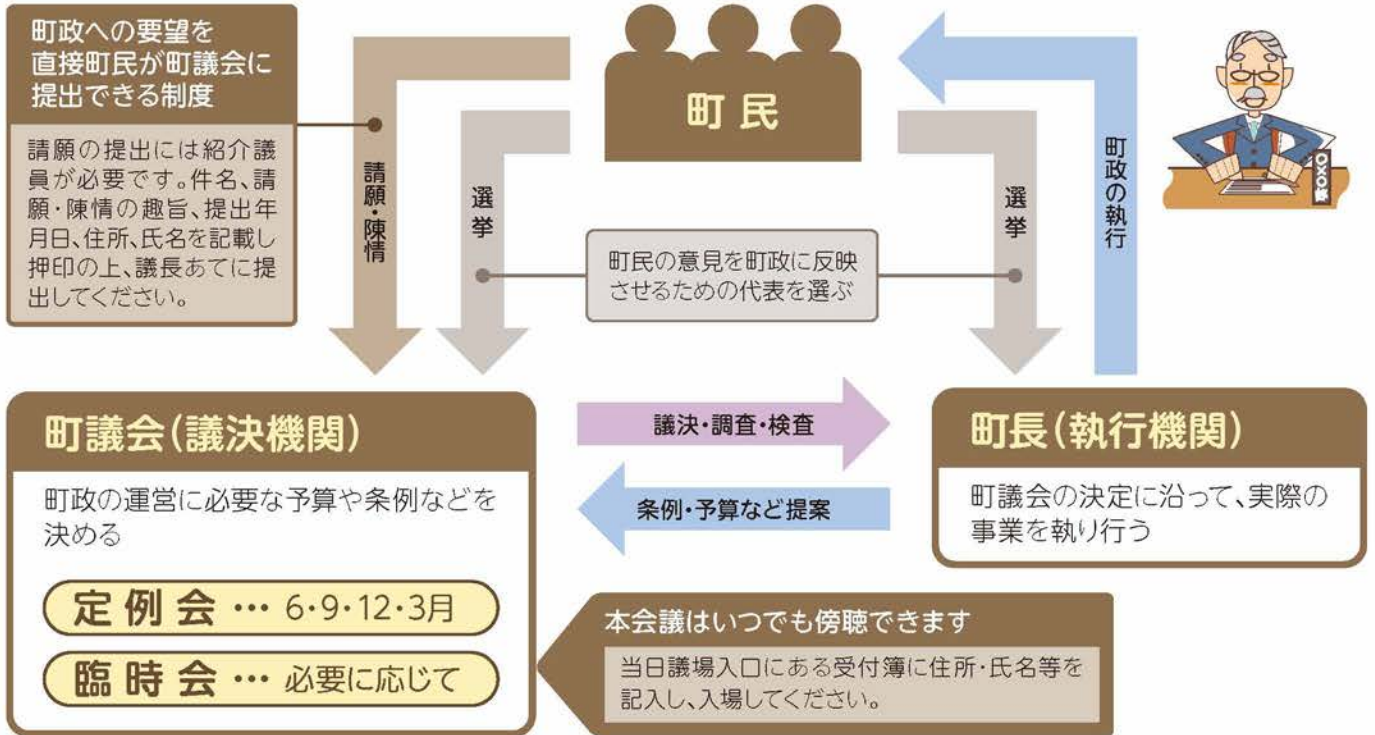 町政への要望を
直接町民が町議会に
提出できる制度
請願の提出には紹介議
員が必要です。件名、請
願・陳情の趣旨、提出年
月日、住所、氏名を記載し
押印の上、議長あてに提
出してください。
請願・陳情
選挙
町民
選挙
町政の執行
町民の意見を町政に反映
させるための代表を選ぶ
町議会(議決機関)
町政の運営に必要な予算や条例などを
決める
定例会 … 6・9・12・3月
臨時会 … 必要に応じて
議決・調査・検査
条例・予算など提案
町長(執行機関)
町議会の決定に沿って、実際の
事業を執り行う
本会議はいつでも傍聴できます
当日議場入口にある受付簿に住所・氏名等を
記入し、入場してください。